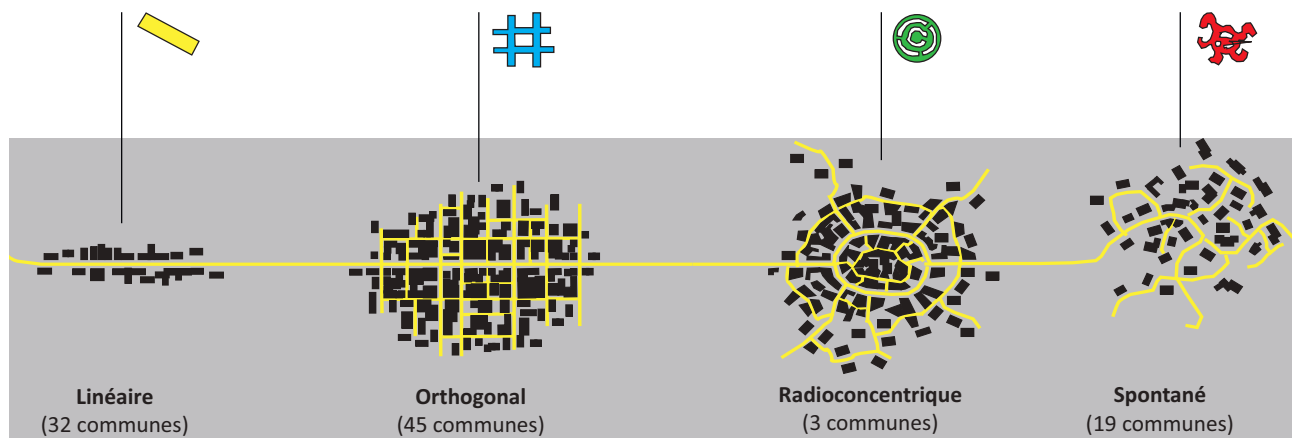 Linéaire
(32 communes)
Orthogonal
(45 communes)
Radioconcentrique
(3 communes)
Spontané
(19 communes)